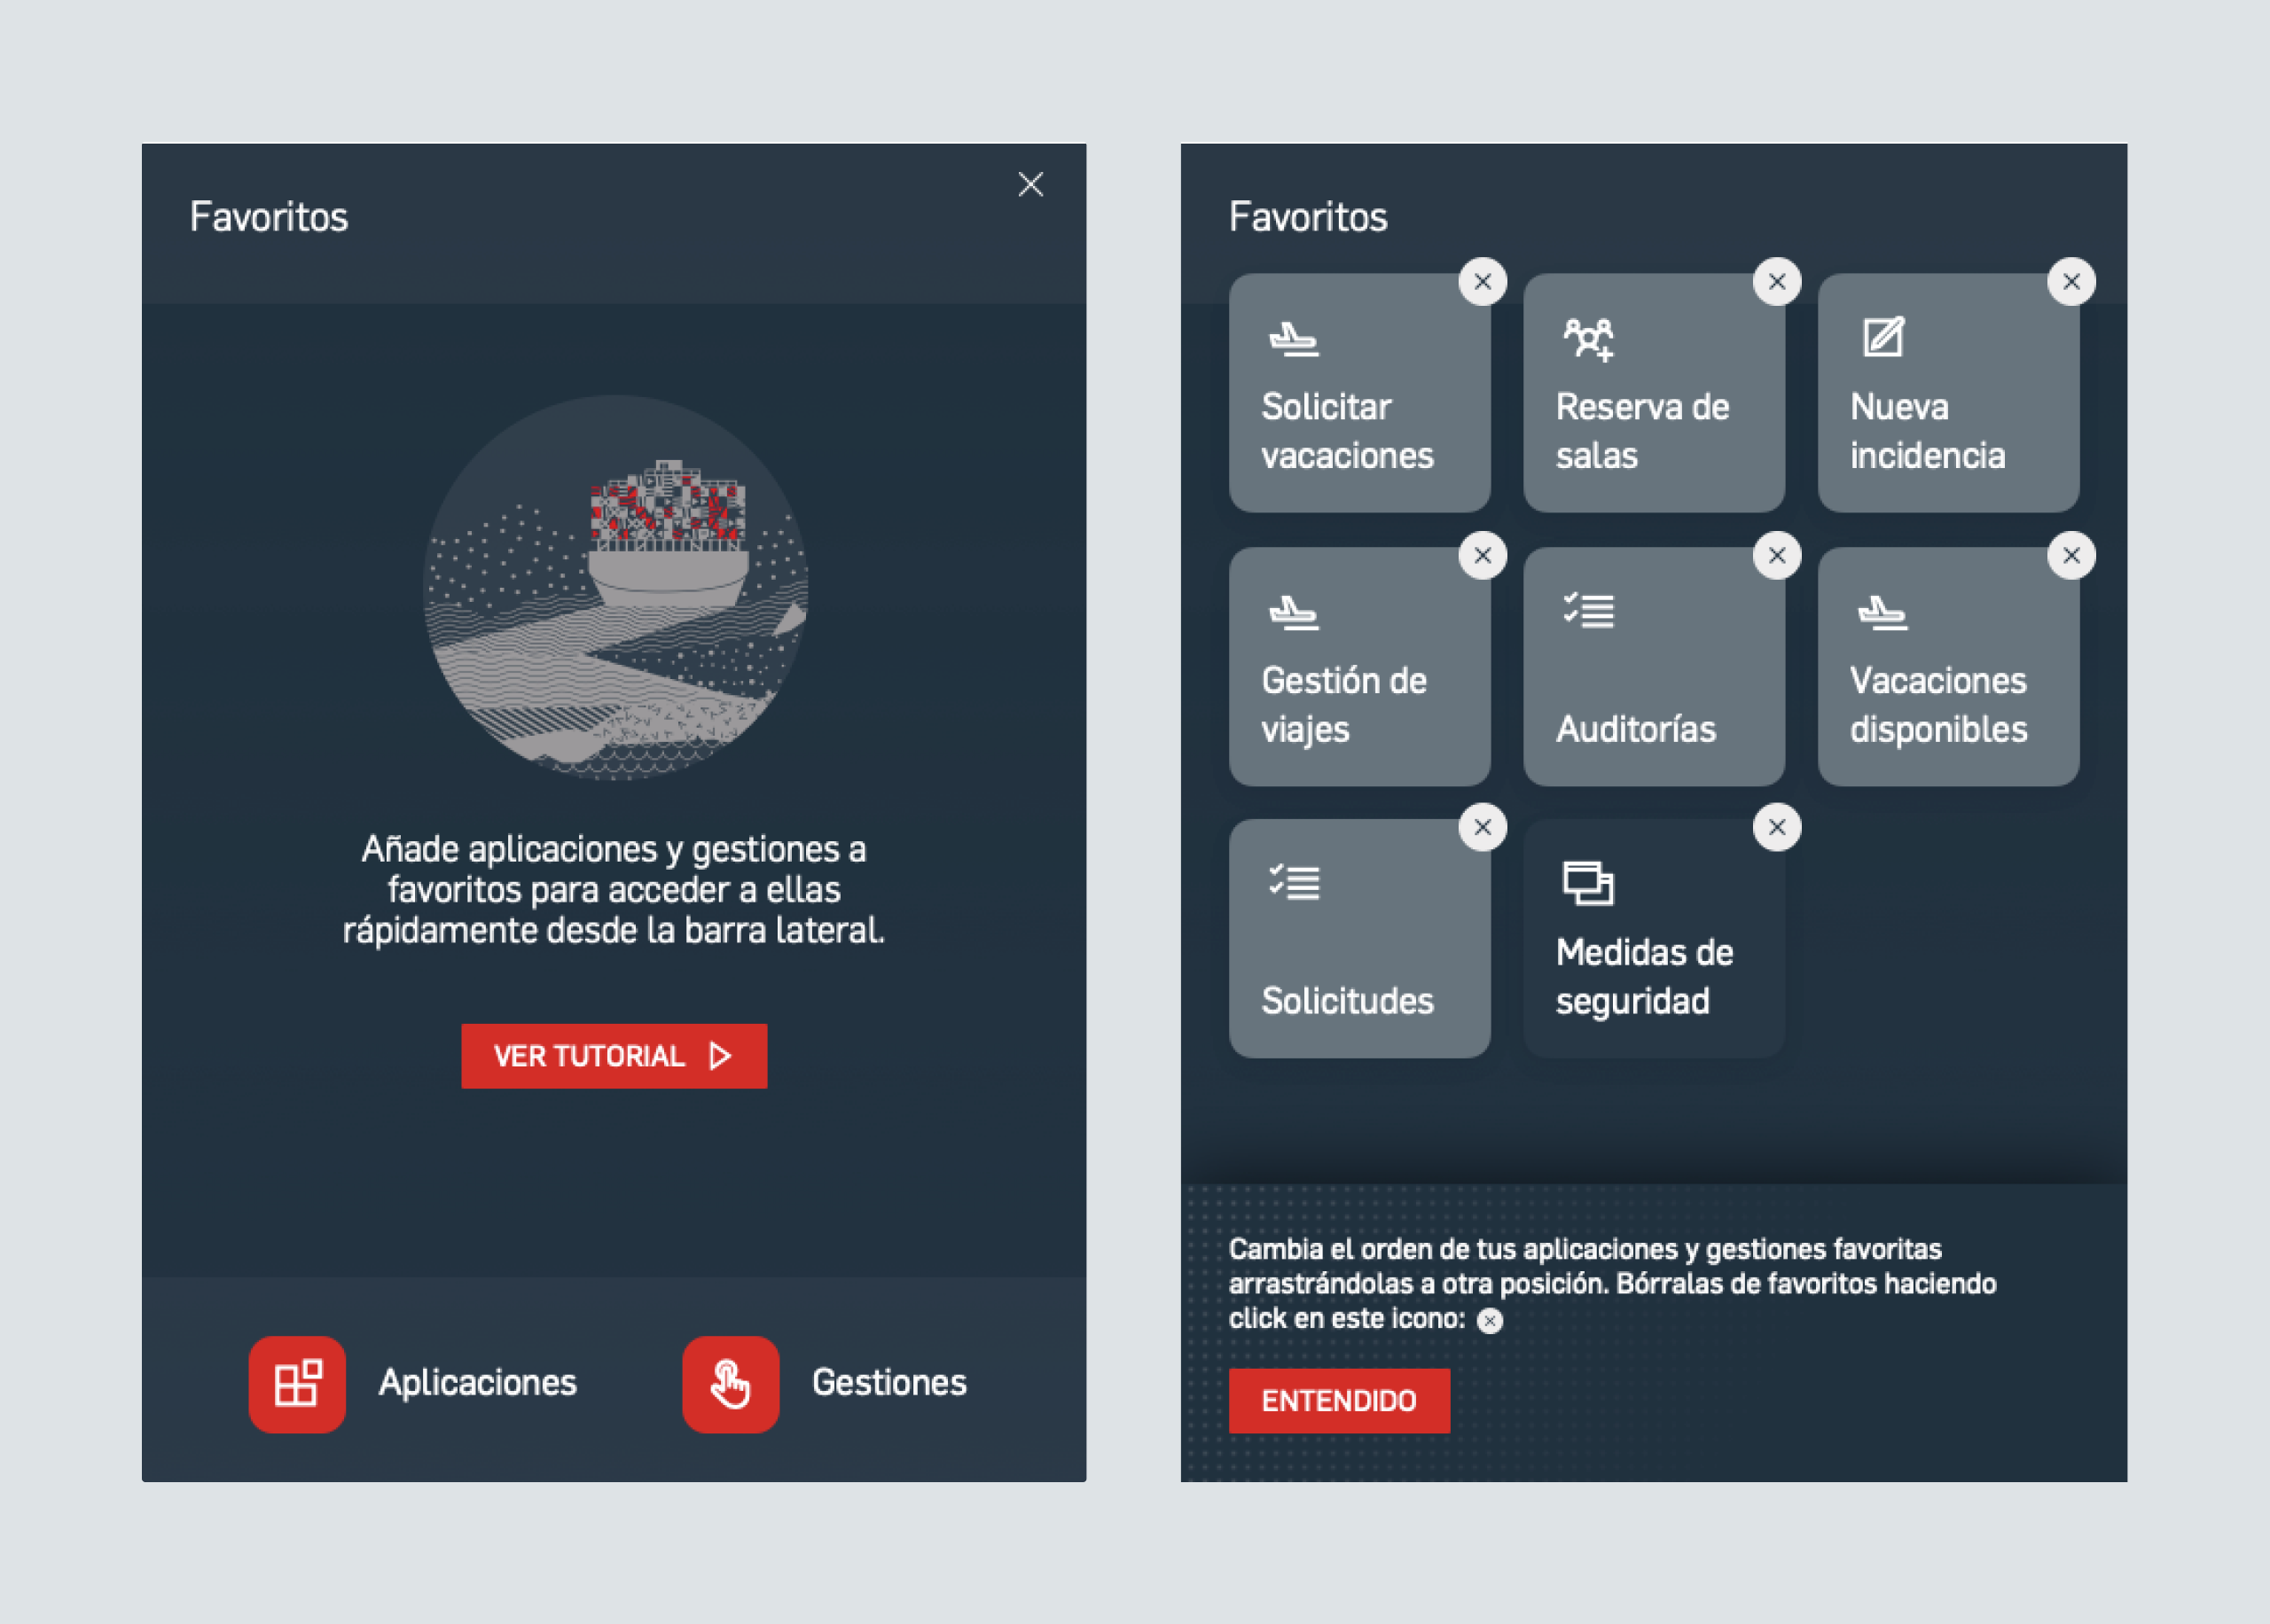 Favoritos
Añade aplicaciones y gestiones a
favoritos para acceder a ellas
rápidamente desde la barra lateral.
VER TUTORIAL
Aplicaciones
Gestiones
Favoritos
Solicitar
vacaciones
Reserva de
salas
Nueva
incidencia
Gestión de
viajes
Auditorías
Vacaciones
disponibles
Solicitudes
Medidas de
seguridad
Cambia el orden de tus aplicaciones y gestiones favoritas
arrastrándolas a otra posición. Bórralas de favoritos haciendo
click en este icono:
ENTENDIDO